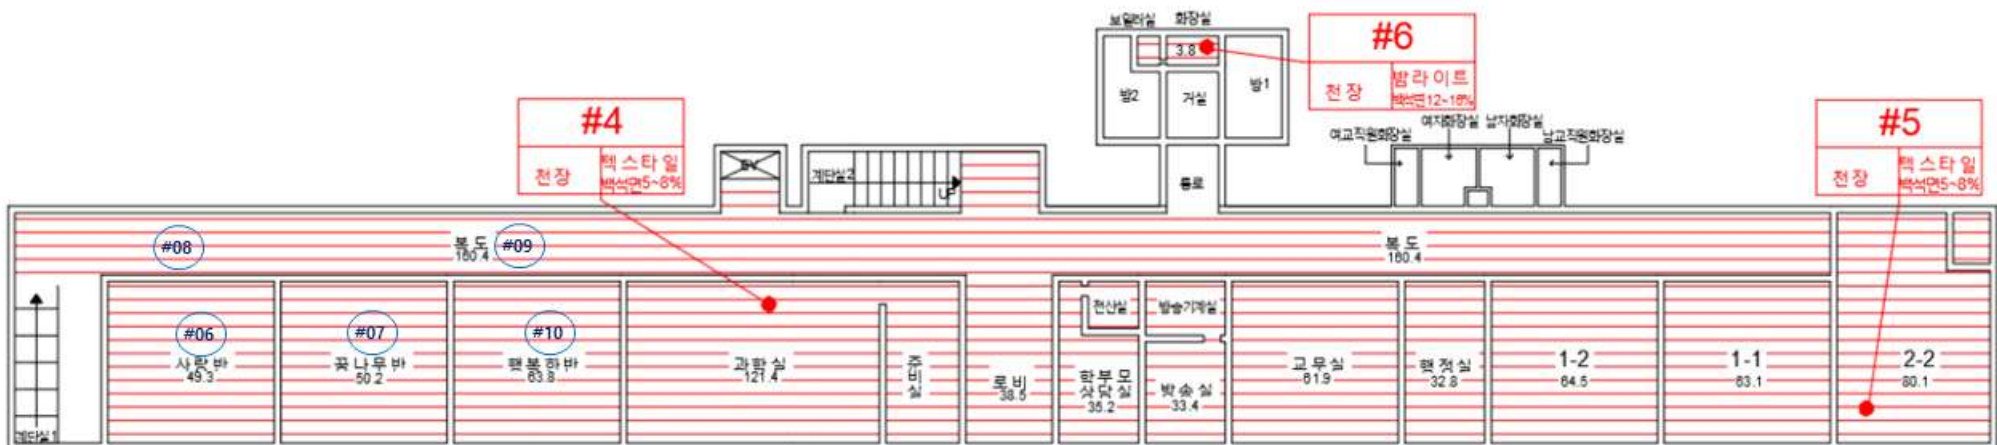 보일러실 화장실
#6
3.8
천장
밤라이트
백석면12~16%
방2
거실
방1
#4
천장
텍스타일
백석면5~8%
여교직원화장실
여자화장실
남자화장실
남교직원화장실
#5
천장
텍스타일
백석면5~8%
EV
계단실2
UP
통로
#08
복도
160.4
#09
복도
160.4
#06
사랑반
49.3
#07
꿈나무반
50.2
#10
행복한반
63.8
과학실
121.4
준비실
로비
38.5
전산실
학부모
상담실
35.2
방송기계실
방송실
33.4
교무실
61.9
행정실
32.8
1-2
64.5
1-1
63.1
2-2
80.1
계단실1